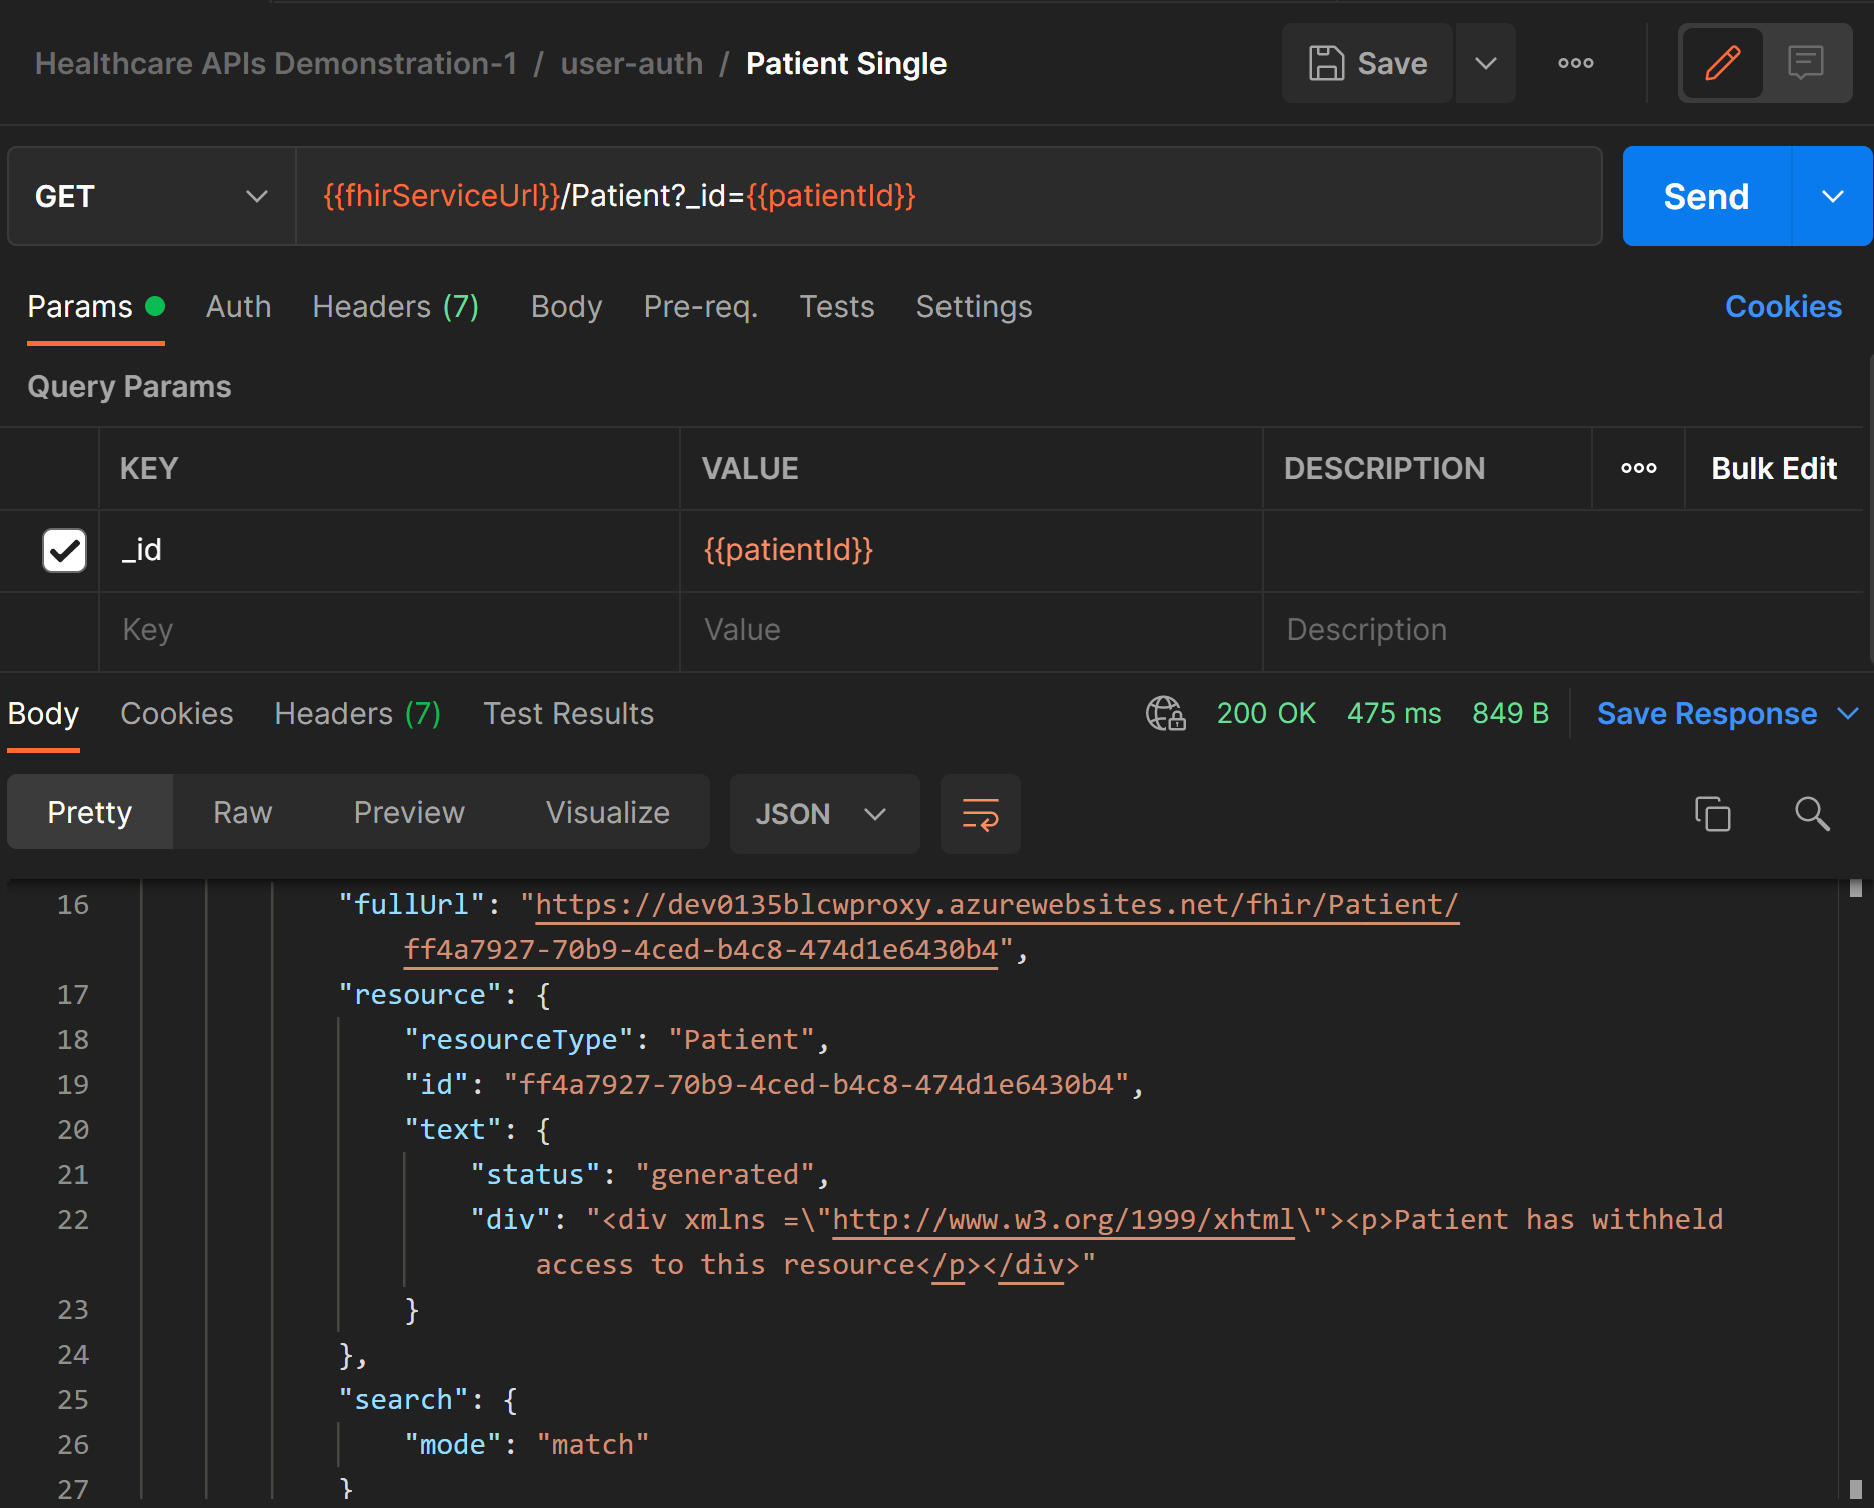 Healthcare APIs Demonstration-1 / user-auth / Patient Single
Save
GET
{{fhirServiceUrl}}/Patient?_id={{patientId}}
Send
Params Auth Headers (7) Body Pre-req. Tests Settings Cookies
Query Params
KEY VALUE DESCRIPTION Bulk Edit
_id {{patientId}}
Key Value Description
Body Cookies Headers (7) Test Results 200 OK 475 ms 849 B Save Response
Pretty Raw Preview Visualize JSON
16 "fullUrl": "https://dev0135blcwproxy.azurewebsites.net/fhir/Patient/
ff4a7927-70b9-4ced-b4c8-474d1e6430b4",
17 "resource": {
18 "resourceType": "Patient",
19 "id": "ff4a7927-70b9-4ced-b4c8-474d1e6430b4",
20 "text": {
21 "status": "generated",
22 "div": "<div xmlns =\"http://www.w3.org/1999/xhtml\"><p>Patient has withheld
access to this resource</p></div>"
23 }
24 },
25 "search": {
26 "mode": "match"
27 }